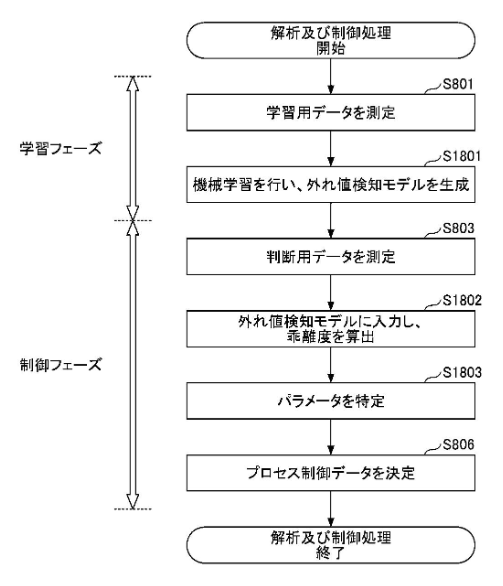 解析及び制御処理
開始
S801
学習用データを測定
学習フェーズ
S1801
機械学習を行い、外れ値検知モデルを生成
S803
判断用データを測定
S1802
外れ値検知モデルに入力し、
乖離度を算出
制御フェーズ
S1803
パラメータを特定
S806
プロセス制御データを決定
解析及び制御処理
終了